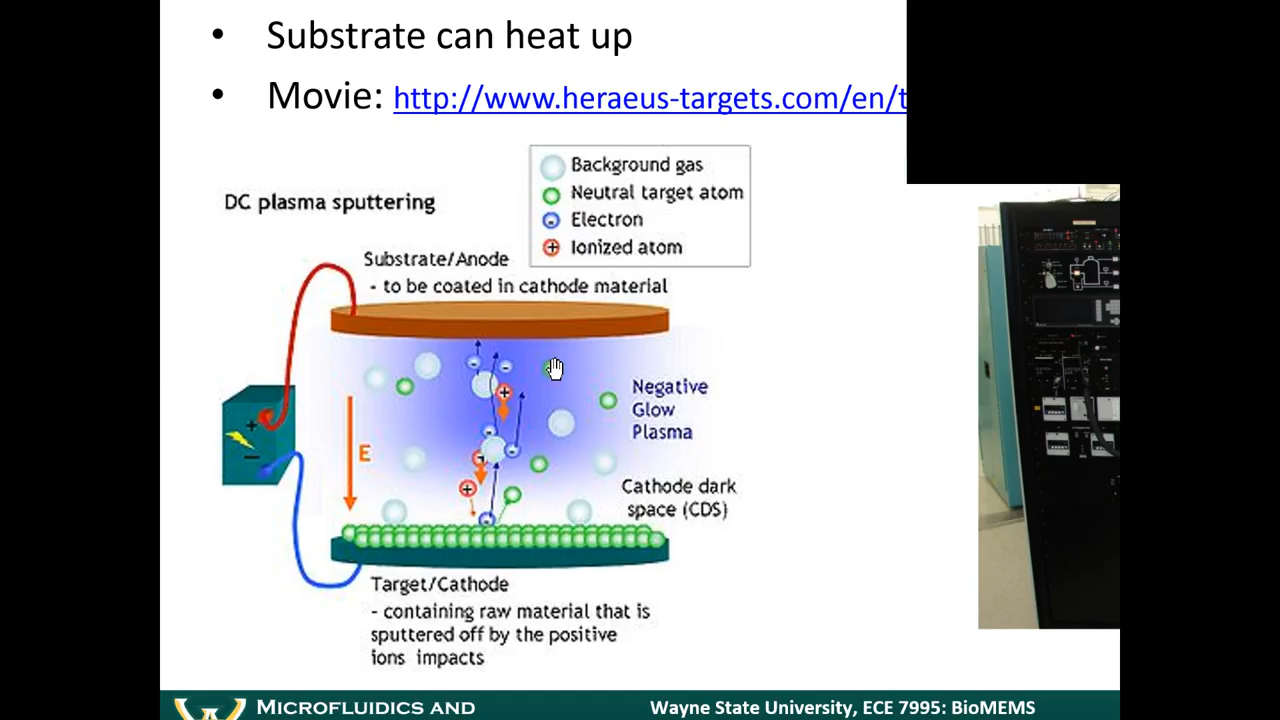 • Substrate can heat up
• Movie: http://www.heraeus-targets.com/en/t
Background gas
Neutral target atom
- Electron
+ Ionized atom
DC plasma sputtering
Substrate/Anode
- to be coated in cathode material
Negative
Glow
Plasma
+
-
E
Cathode dark
space (CDS)
Target/Cathode
- containing raw material that is
sputtered off by the positive
ions impacts
MICROFLUIDICS AND
Wayne State University, ECE 7995: BioMEMS